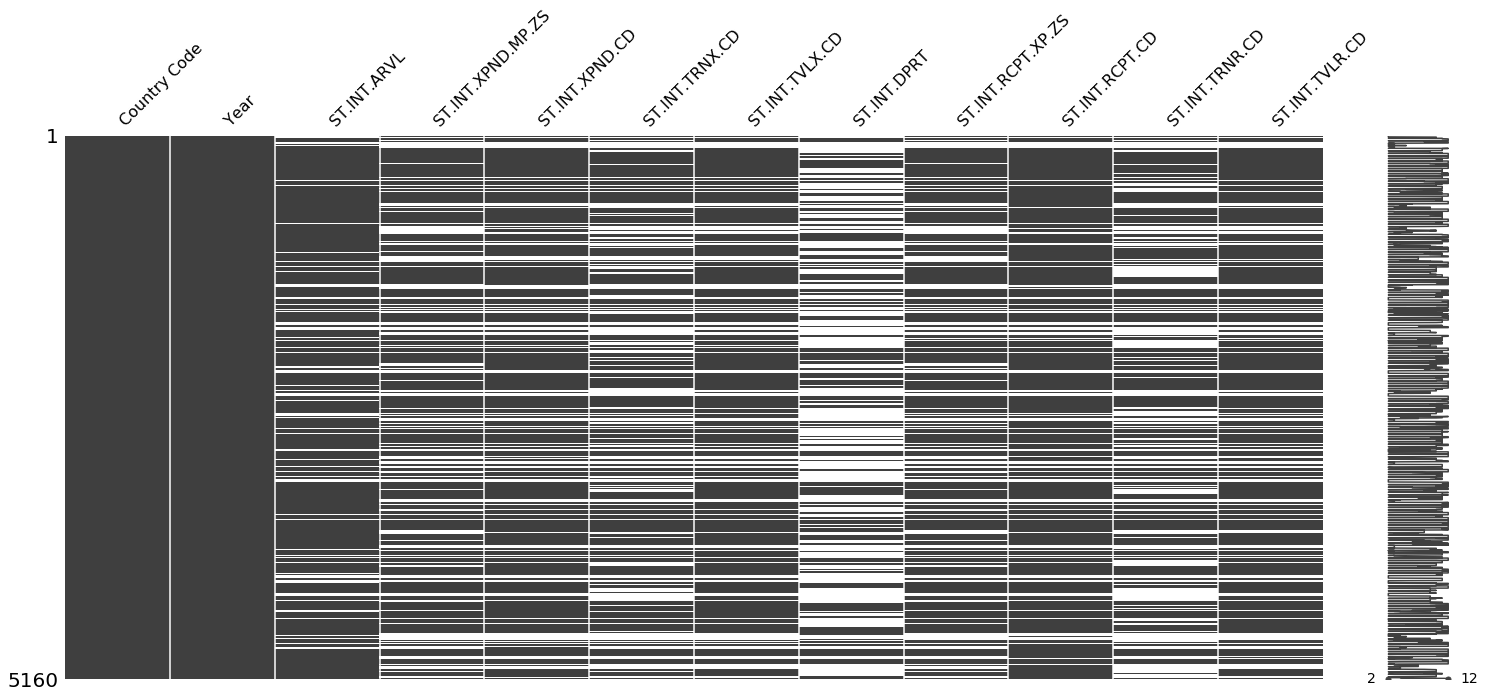 Country Code
Year
ST.INT.ARVL
ST.INT.XPND.MP.ZS
ST.INT.XPND.CD
ST.INT.TRNX.CD
ST.INT.TVLX.CD
ST.INT.DPRT
ST.INT.RCPT.XP.ZS
ST.INT.RCPT.CD
ST.INT.TRNR.CD
ST.INT.TVLR.CD
1
5160
2
12